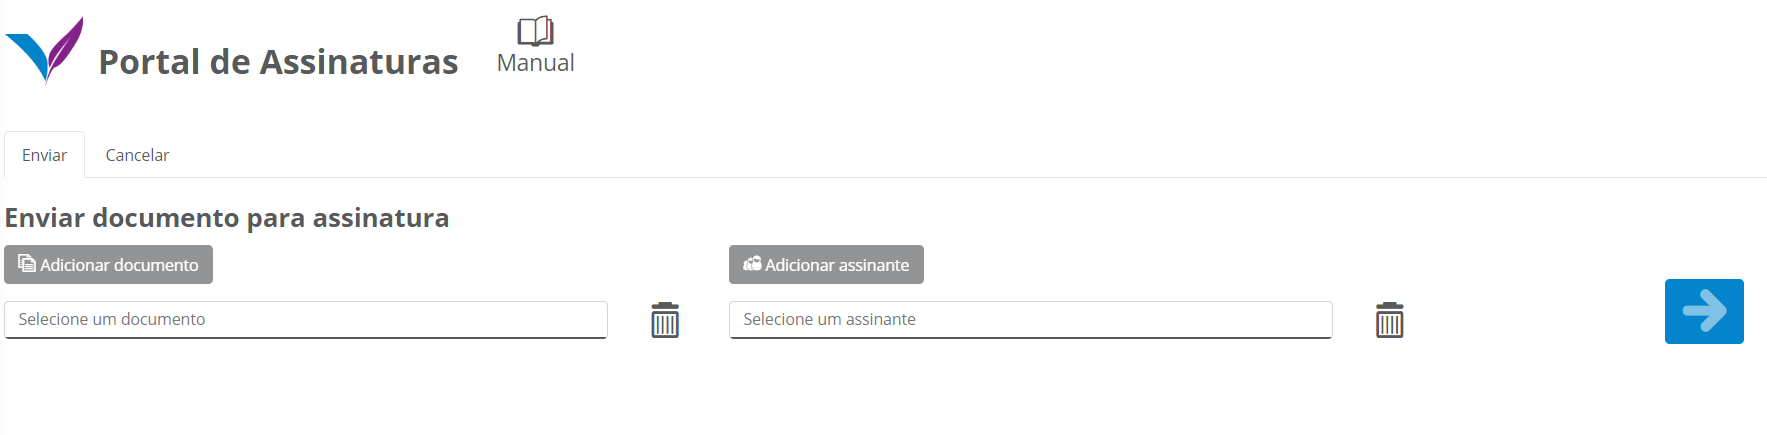 Portal de Assinaturas
Manual
Enviar
Cancelar
Enviar documento para assinatura
Adicionar documento
Adicionar assinante
Selecione um documento
Selecione um assinante